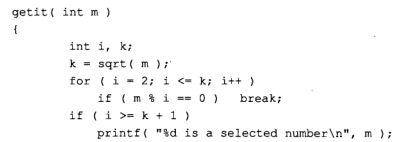 getit( int m )
{
int i, k;
k = sqrt( m );
for ( i = 2; i <= k; i++ )
if ( m % i == 0 ) break;
if ( i >= k + 1 )
printf( "%d is a selected number\n", m );